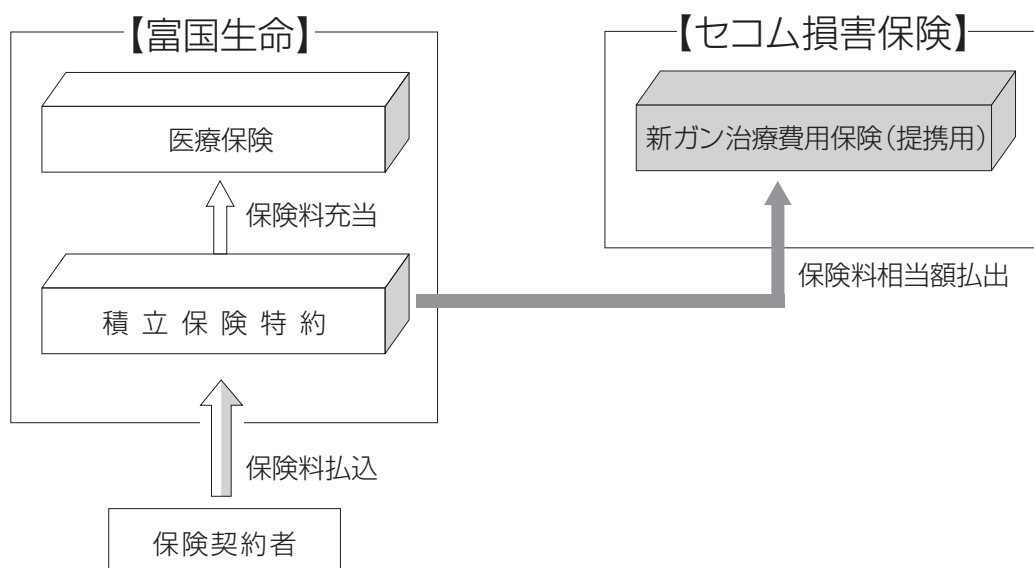 【富国生命】
医療保険
保険料充当
積立保険特約
保険料払込
保険契約者
【セコム損害保険】
新ガン治療費用保険(提携用)
保険料相当額払出